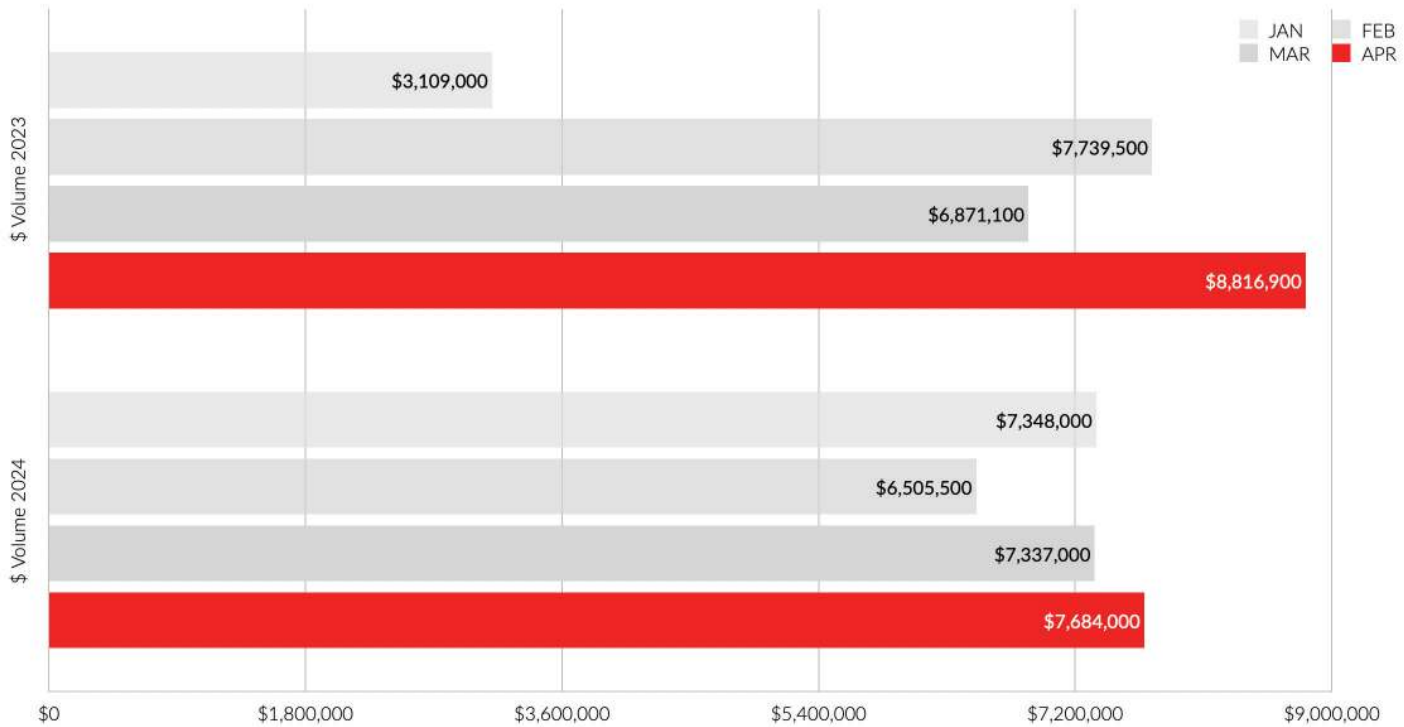 JAN FEB
MAR APR
$ Volume 2023
$3,109,000
$7,739,500
$6,871,100
$8,816,900
$ Volume 2024
$7,348,000
$6,505,500
$7,337,000
$7,684,000
$0 $1,800,000 $3,600,000 $5,400,000 $7,200,000 $9,000,000